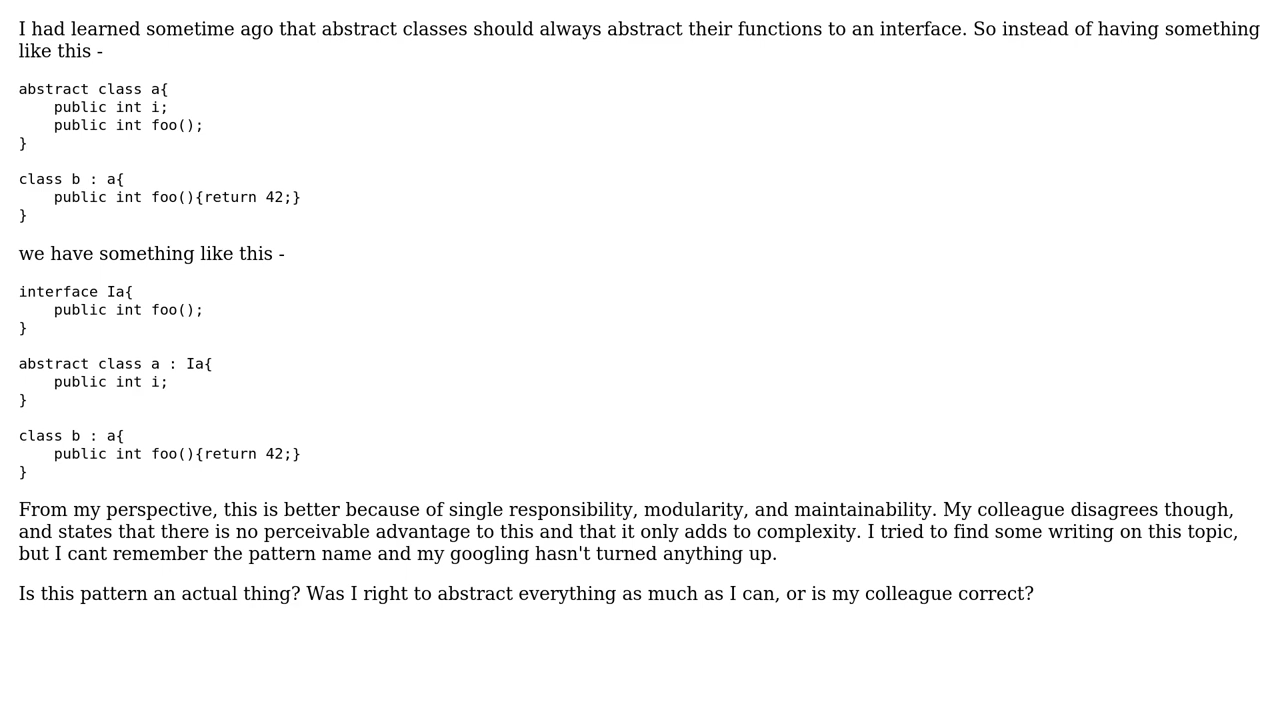 I had learned sometime ago that abstract classes should always abstract their functions to an interface. So instead of having something
like this -
abstract class a{
    public int i;
    public int foo();
}
class b : a{
    public int foo(){return 42;}
}
we have something like this -
interface Ia{
    public int foo();
}
abstract class a : Ia{
    public int i;
}
class b : a{
    public int foo(){return 42;}
}
From my perspective, this is better because of single responsibility, modularity, and maintainability. My colleague disagrees though,
and states that there is no perceivable advantage to this and that it only adds to complexity. I tried to find some writing on this topic,
but I cant remember the pattern name and my googling hasn't turned anything up.
Is this pattern an actual thing? Was I right to abstract everything as much as I can, or is my colleague correct?